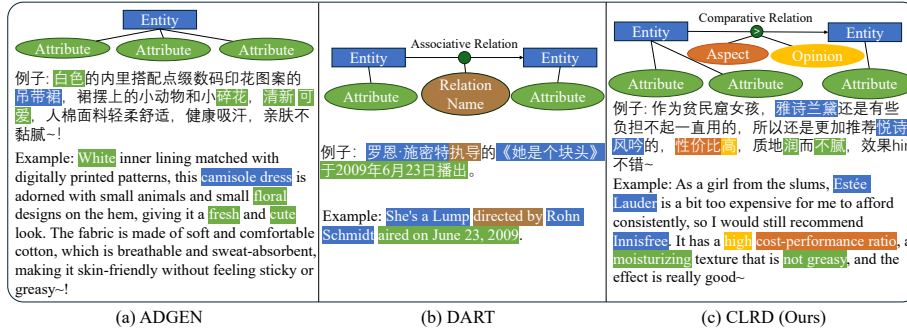 Entity
Attribute
Attribute
Attribute
例子: 白色的内里搭配点缀数码印花图案的
吊带裙，裙摆上的小动物和小碎花，清新可
爱，人棉面料轻柔舒适，健康吸汗，亲肤不
黏腻~!
Example: White inner lining matched with
digitally printed patterns, this camisole dress is
adorned with small animals and small floral
designs on the hem, giving it a fresh and cute
look. The fabric is made of soft and comfortable
cotton, which is breathable and sweat-absorbent,
making it skin-friendly without feeling sticky or
greasy~!
(a) ADGEN
Entity
Associative Relation
Entity
Attribute
Relation
Name
Attribute
例子：罗恩·施密特执导的《她是个块头》
于2009年6月23日播出。
Example: She's a Lump directed by Rohn
Schmidt aired on June 23, 2009.
(b) DART
Comparative Relation
Entity
>
Entity
Aspect
Opinion
Attribute
Attribute
Attribute
例子：作为贫民窟女孩，雅诗兰黛还是有些
负担不起一直用的，所以还是更加推荐悦诗
风吟的，性价比高，质地润而不腻，效果hin
不错~
Example: As a girl from the slums, Estée
Lauder is a bit too expensive for me to afford
consistently, so I would still recommend
Innisfree. It has a high cost-performance ratio, a
moisturizing texture that is not greasy, and the
effect is really good~
(c) CLRD (Ours)